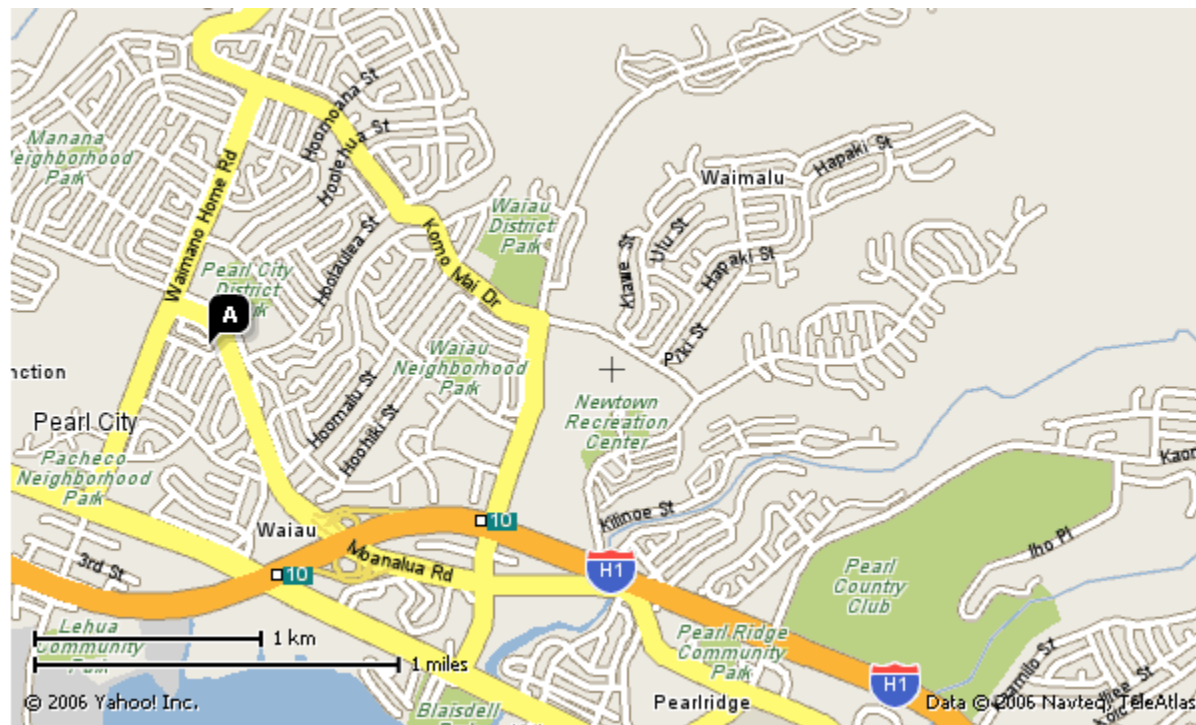 Hoomoana St
Hoolehua St
Manana
Neighborhood
Park
Waimano Home Rd
Waimalu
Hapaki St
Waiau
District
Park
Komo Mai Dr
Hoolaulea St
Kaawe St
Ulu St
Hapaki St
Pearl City
District
Park
A
Piki St
Waiau
Neighborhood
Park
nction
Pearl City
Hoomalu St
Hoohiki St
Newtown
Recreation
Center
Pacheco
Neighborhood
Park
Kaon
Kilinoe St
10
Waiau
Moanalua Rd
Iho Pl
3rd St
10
H1
Pearl
Country
Club
Lehua
Community
Park
1 km
Pearl Ridge
Community
Park
Kaamilo St
1 miles
H1
© 2006 Yahoo! Inc.
Blaisdell
Pearlridge
Data © 2006 Navteq, TeleAtlas